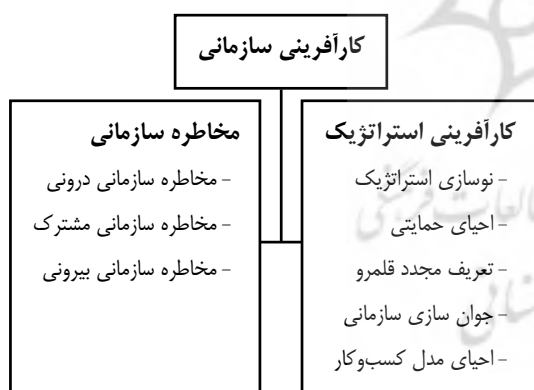 کارآفرینی سازمانی
کارآفرینی استراتژیک
- نوسازی استراتژیک
- احیای حمایتی
- تعریف مجدد قلمرو
- جوان سازی سازمانی
- احیای مدل کسب‌وکار
مخاطره سازمانی
- مخاطره سازمانی درونی
- مخاطره سازمانی مشترک
- مخاطره سازمانی بیرونی